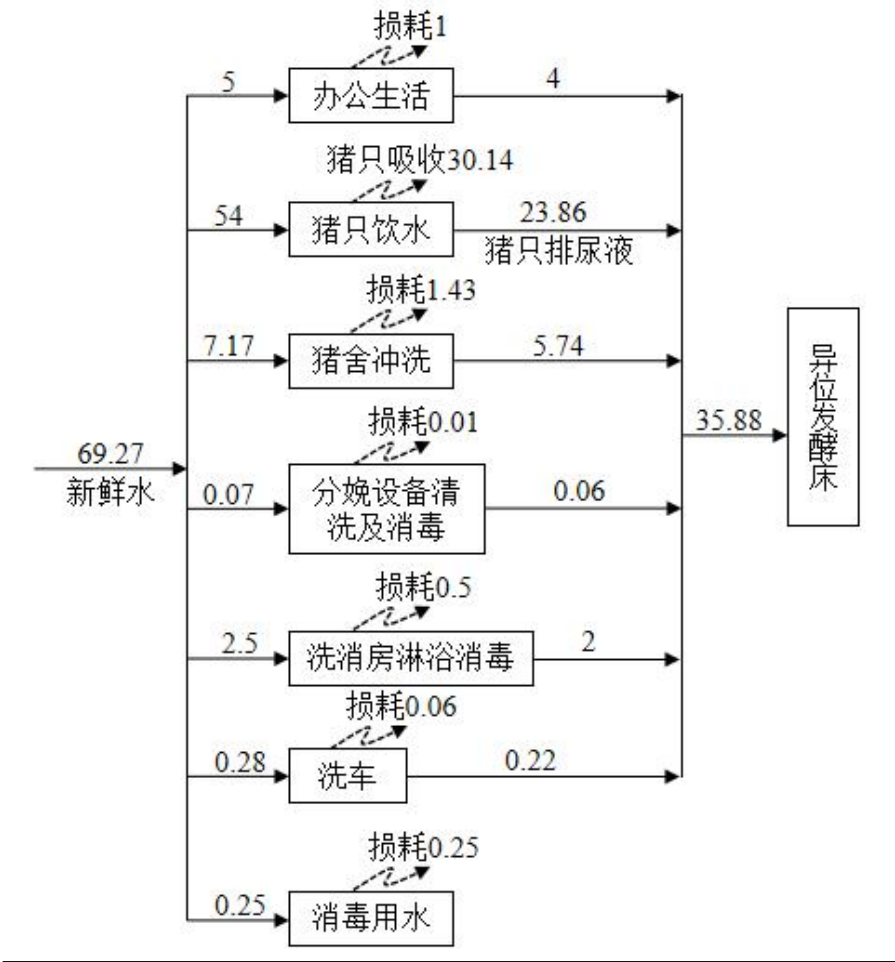 损耗1
5
办公生活
4
猪只吸收30.14
54
猪只饮水
23.86
猪只排尿液
损耗1.43
7.17
猪舍冲洗
5.74
损耗0.01
69.27
新鲜水
0.07
分娩设备清
洗及消毒
0.06
35.88
异位发酵床
损耗0.5
2.5
洗消房淋浴消毒
2
损耗0.06
0.28
洗车
0.22
损耗0.25
0.25
消毒用水